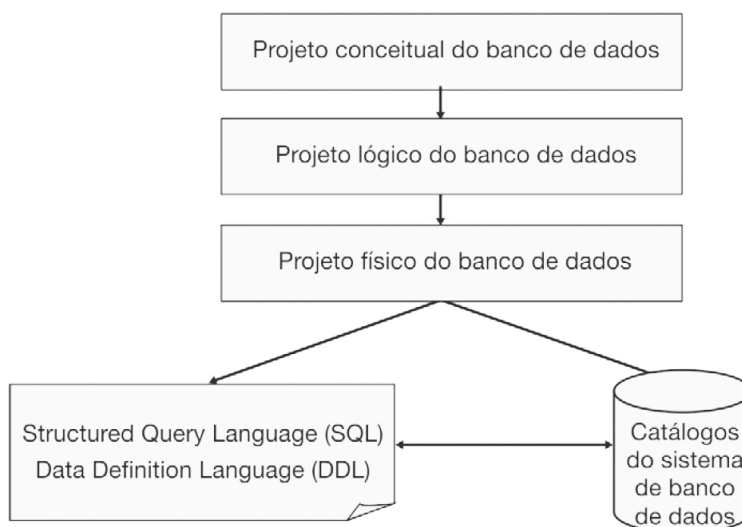 Projeto conceitual do banco de dados
Projeto lógico do banco de dados
Projeto físico do banco de dados
Structured Query Language (SQL)
Data Definition Language (DDL)
Catálogos
do sistema
de banco
de dados